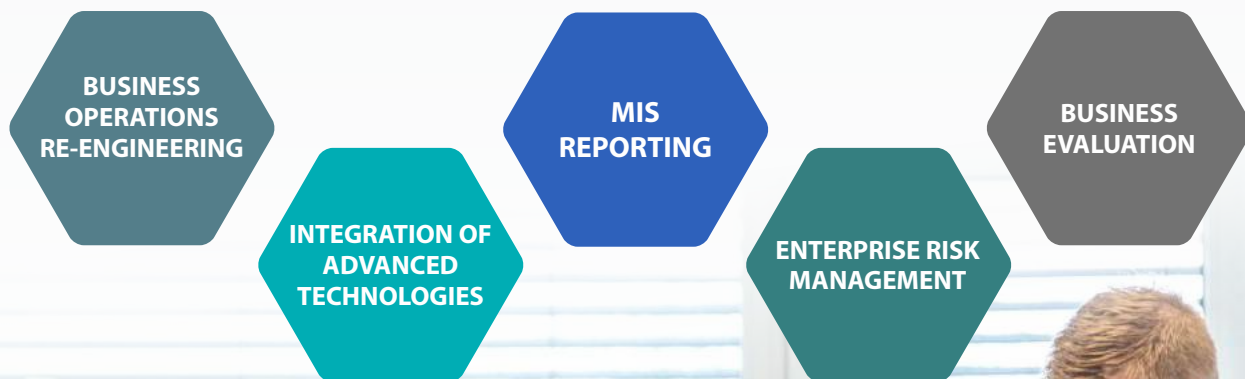 BUSINESS
OPERATIONS
RE-ENGINEERING
INTEGRATION OF
ADVANCED
TECHNOLOGIES
MIS
REPORTING
ENTERPRISE RISK
MANAGEMENT
BUSINESS
EVALUATION